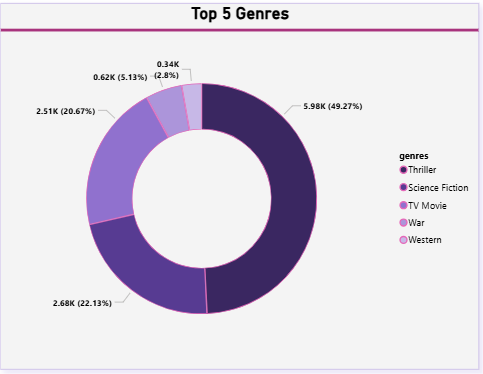 Top 5 Genres
0.34K
(2.8%)
0.62K (5.13%)
2.51K (20.67%)
5.98K (49.27%)
2.68K (22.13%)
genres
Thriller
Science Fiction
TV Movie
War
Western